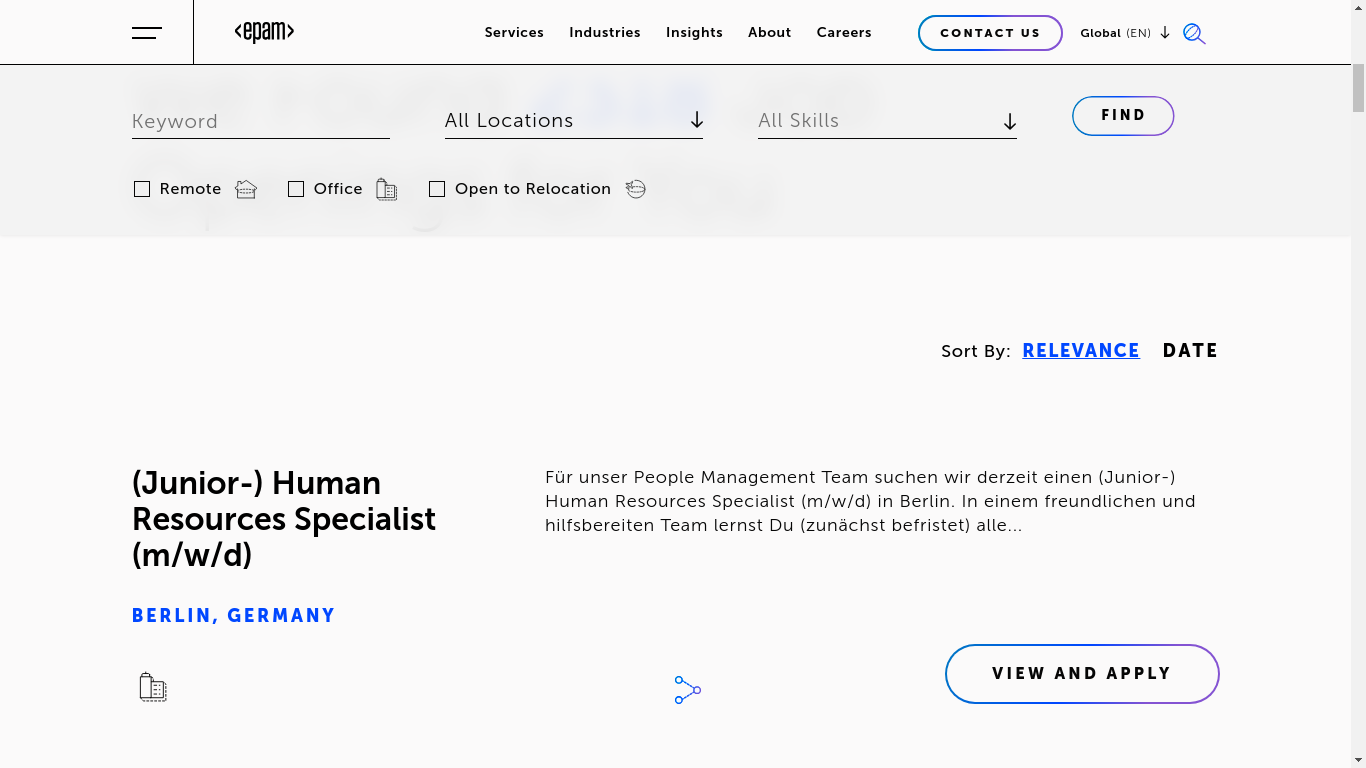 <epam>
Services Industries Insights About Careers CONTACT US Global (EN)
Keyword All Locations All Skills FIND
Remote Office Open to Relocation
Sort By: RELEVANCE DATE
(Junior-) Human
Resources Specialist
(m/w/d)
Für unser People Management Team suchen wir derzeit einen (Junior-)
Human Resources Specialist (m/w/d) in Berlin. In einem freundlichen und
hilfsbereiten Team lernst Du (zunächst befristet) alle...
BERLIN, GERMANY
VIEW AND APPLY